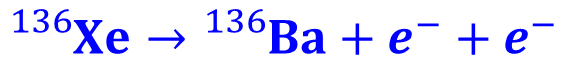 ¹³⁶Xe → ¹³⁶Ba + e⁻ + e⁻